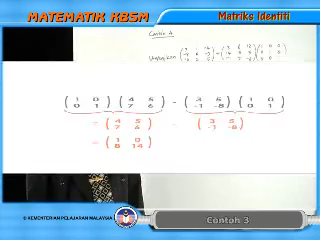 MATEMATIK KBSM
Matriks Identiti
Contoh 4
( 1 0 / 0 1 ) ( 4 5 / 7 6 ) - ( 3 5 / -1 -8 ) ( 1 0 / 0 1 )
= ( 4 5 / 7 6 ) - ( 3 5 / -1 -8 )
= ( 1 0 / 8 14 )
© KEMENTERIAN PELAJARAN MALAYSIA
Contoh 3